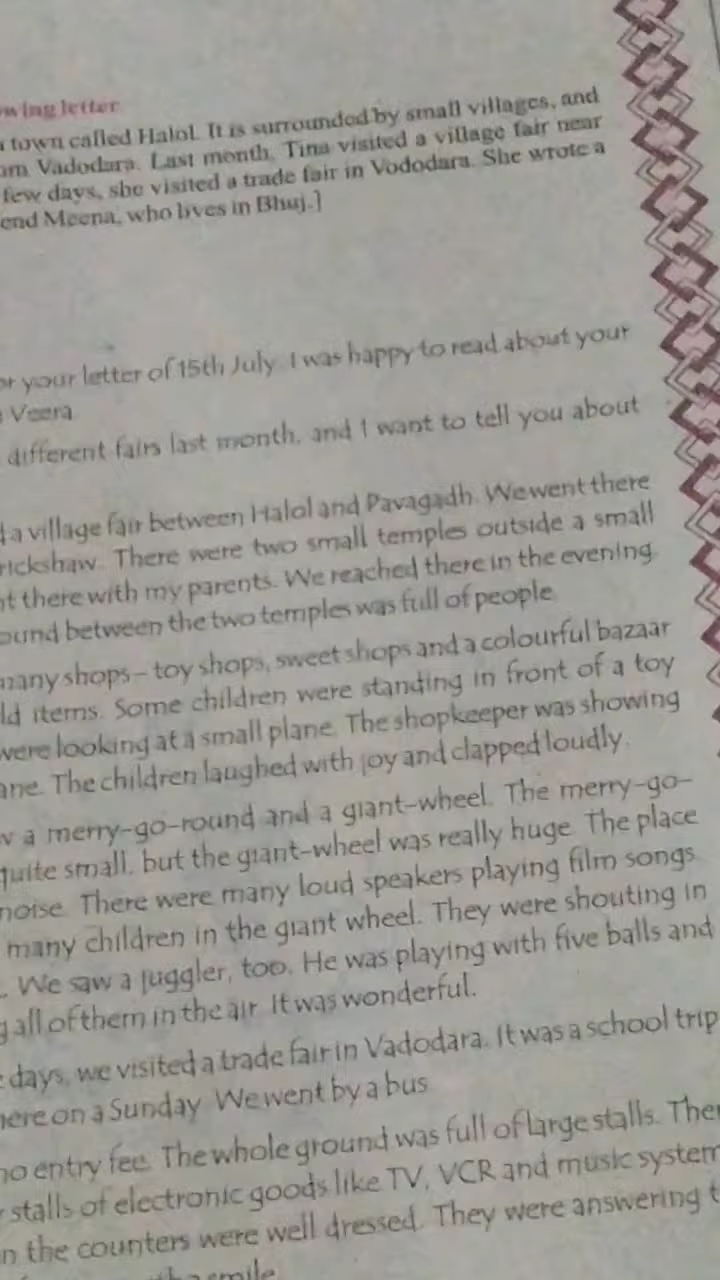 wing letter
a town called Halol. It is surrounded by small villages, and
om Vadodara. Last month, Tina visited a village fair near
few days, she visited a trade fair in Vododara. She wrote a
end Meena, who lives in Bhuj.]
or your letter of 15th July. I was happy to read about your
Veera
different fairs last month, and I want to tell you about
d a village fair between Halol and Pavagadh. We went there
rickshaw. There were two small temples outside a small
nt there with my parents. We reached there in the evening.
ound between the two temples was full of people.
many shops – toy shops, sweet shops and a colourful bazaar
ld items. Some children were standing in front of a toy
were looking at a small plane. The shopkeeper was showing
ane. The children laughed with joy and clapped loudly.
w a merry-go-round and a giant-wheel. The merry-go-
quite small, but the giant-wheel was really huge. The place
noise. There were many loud speakers playing film songs.
many children in the giant wheel. They were shouting in
. We saw a juggler, too. He was playing with five balls and
g all of them in the air. It was wonderful.
days, we visited a trade fair in Vadodara. It was a school trip
here on a Sunday. We went by a bus.
no entry fee. The whole ground was full of large stalls. Ther
stalls of electronic goods like TV, VCR and music system
n the counters were well dressed. They were answering t
smile